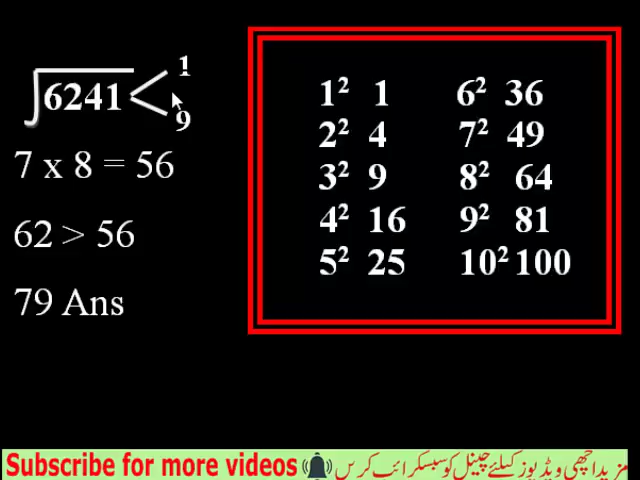 √6241 < 1
9
7 x 8 = 56
62 > 56
79 Ans
1² 1 6² 36
2² 4 7² 49
3² 9 8² 64
4² 16 9² 81
5² 25 10² 100
Subscribe for more videos مزید اچھی ویڈیوز کیلئے چینل کو سبسکرائب کریں